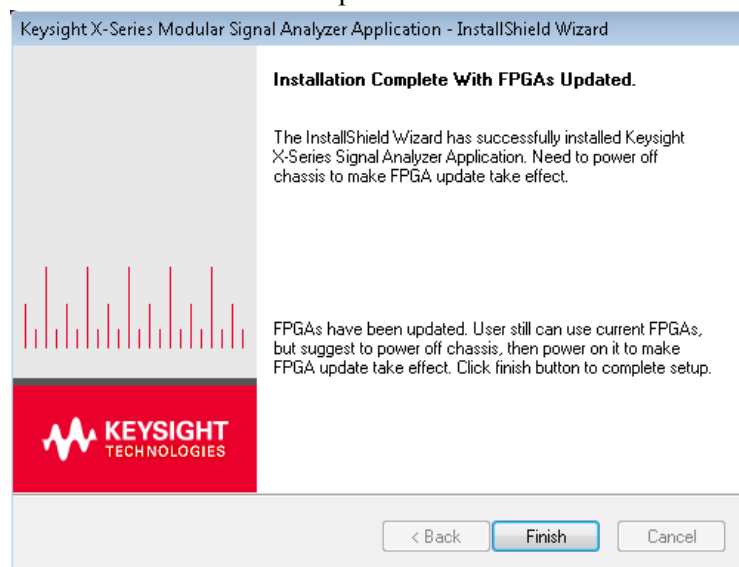 Keysight X-Series Modular Signal Analyzer Application - InstallShield Wizard
Installation Complete With FPGAs Updated.
The InstallShield Wizard has successfully installed Keysight
X-Series Signal Analyzer Application. Need to power off
chassis to make FPGA update take effect.
FPGAs have been updated. User still can use current FPGAs,
but suggest to power off chassis, then power on it to make
FPGA update take effect. Click finish button to complete setup.
KEYSIGHT
TECHNOLOGIES
< Back
Finish
Cancel